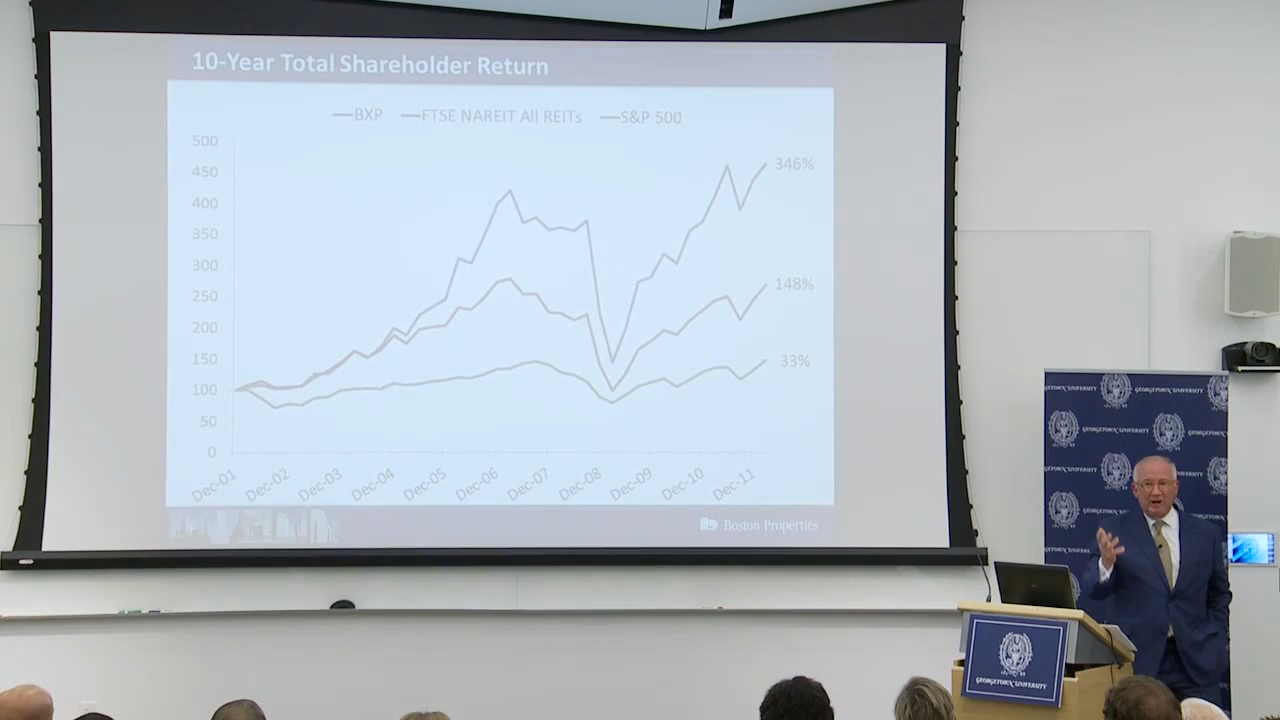 10-Year Total Shareholder Return
BXP FTSE NAREIT All REITs S&P 500
500
450
400
350
300
250
200
150
100
50
0
346%
148%
33%
Dec-01 Dec-02 Dec-03 Dec-04 Dec-05 Dec-06 Dec-07 Dec-08 Dec-09 Dec-10 Dec-11
Boston Properties
GEORGETOWN UNIVERSITY
GEORGETOWN UNIVERSITY